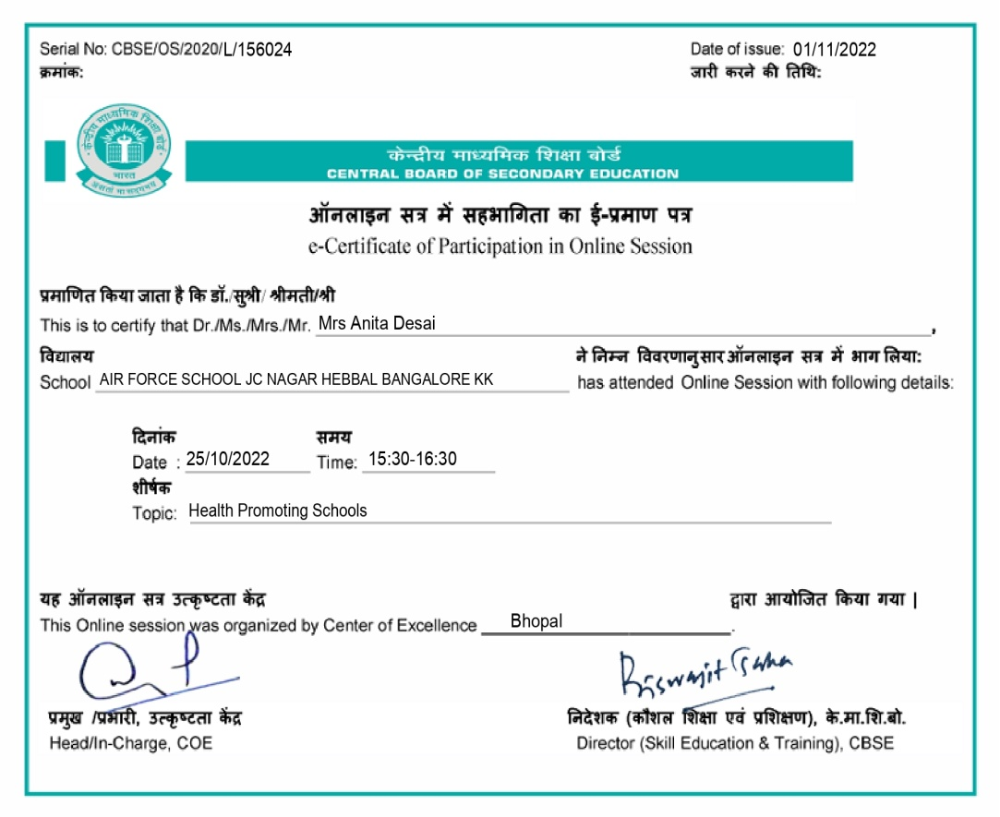 Serial No: CBSE/OS/2020/L/156024
Date of issue: 01/11/2022
क्रमांक:
जारी करने की तिथि:
केन्द्रीय माध्यमिक शिक्षा बोर्ड
भारत
असतो मा सद्गमय
केन्द्रीय माध्यमिक शिक्षा बोर्ड
CENTRAL BOARD OF SECONDARY EDUCATION
ऑनलाइन सत्र में सहभागिता का ई-प्रमाण पत्र
e-Certificate of Participation in Online Session
प्रमाणित किया जाता है कि डॉ./सुश्री/ श्रीमती/श्री
This is to certify that Dr./Ms./Mrs./Mr. Mrs Anita Desai ,
विद्यालय
ने निम्न विवरणानुसार ऑनलाइन सत्र में भाग लिया:
School AIR FORCE SCHOOL JC NAGAR HEBBAL BANGALORE KK has attended Online Session with following details:
दिनांक समय
Date : 25/10/2022 Time: 15:30-16:30
शीर्षक
Topic: Health Promoting Schools
यह ऑनलाइन सत्र उत्कृष्टता केंद्र द्वारा आयोजित किया गया |
This Online session was organized by Center of Excellence Bhopal .
Biswajit Saha
प्रमुख /प्रभारी, उत्कृष्टता केंद्र
निदेशक (कौशल शिक्षा एवं प्रशिक्षण), के.मा.शि.बो.
Head/In-Charge, COE
Director (Skill Education & Training), CBSE